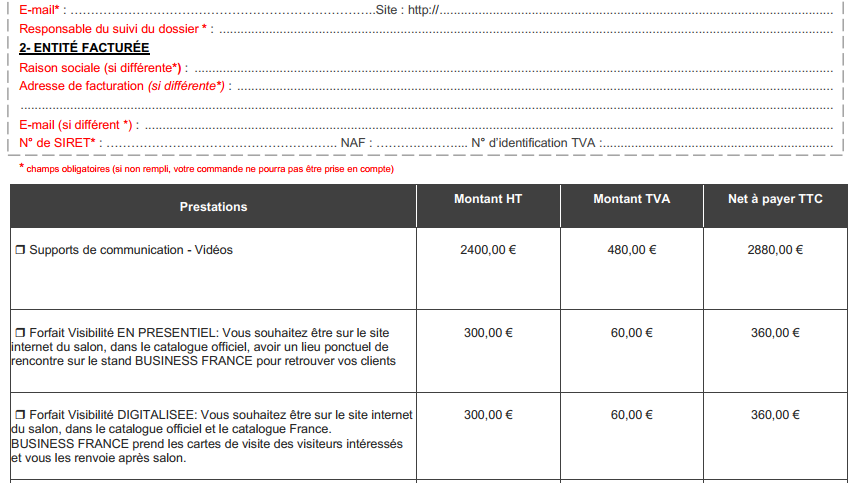 E-mail* : ……………………………………………………………...Site : http://.......................................................................................................................
Responsable du suivi du dossier * : ..........................................................................................................................................................................
2- ENTITÉ FACTURÉE
Raison sociale (si différente*) : ..................................................................................................................................................................................
Adresse de facturation (si différente*) : .....................................................................................................................................................................
.....................................................................................................................................................................................................................................
E-mail (si différent *) : ...............................................................................................................................................................................................
N° de SIRET* : ………………………………………………... NAF : ….…………………. N° d'identification TVA :................................................................
* champs obligatoires (si non rempli, votre commande ne pourra pas être prise en compte)
Prestations Montant HT Montant TVA Net à payer TTC
❒ Supports de communication - Vidéos 2400,00 € 480,00 € 2880,00 €
❒ Forfait Visibilité EN PRESENTIEL: Vous souhaitez être sur le site 300,00 € 60,00 € 360,00 €
internet du salon, dans le catalogue officiel, avoir un lieu ponctuel de
rencontre sur le stand BUSINESS FRANCE pour retrouver vos clients
❒ Forfait Visibilité DIGITALISEE: Vous souhaitez être sur le site internet 300,00 € 60,00 € 360,00 €
du salon, dans le catalogue officiel et le catalogue France.
BUSINESS FRANCE prend les cartes de visite des visiteurs intéressés
et vous les renvoie après salon.